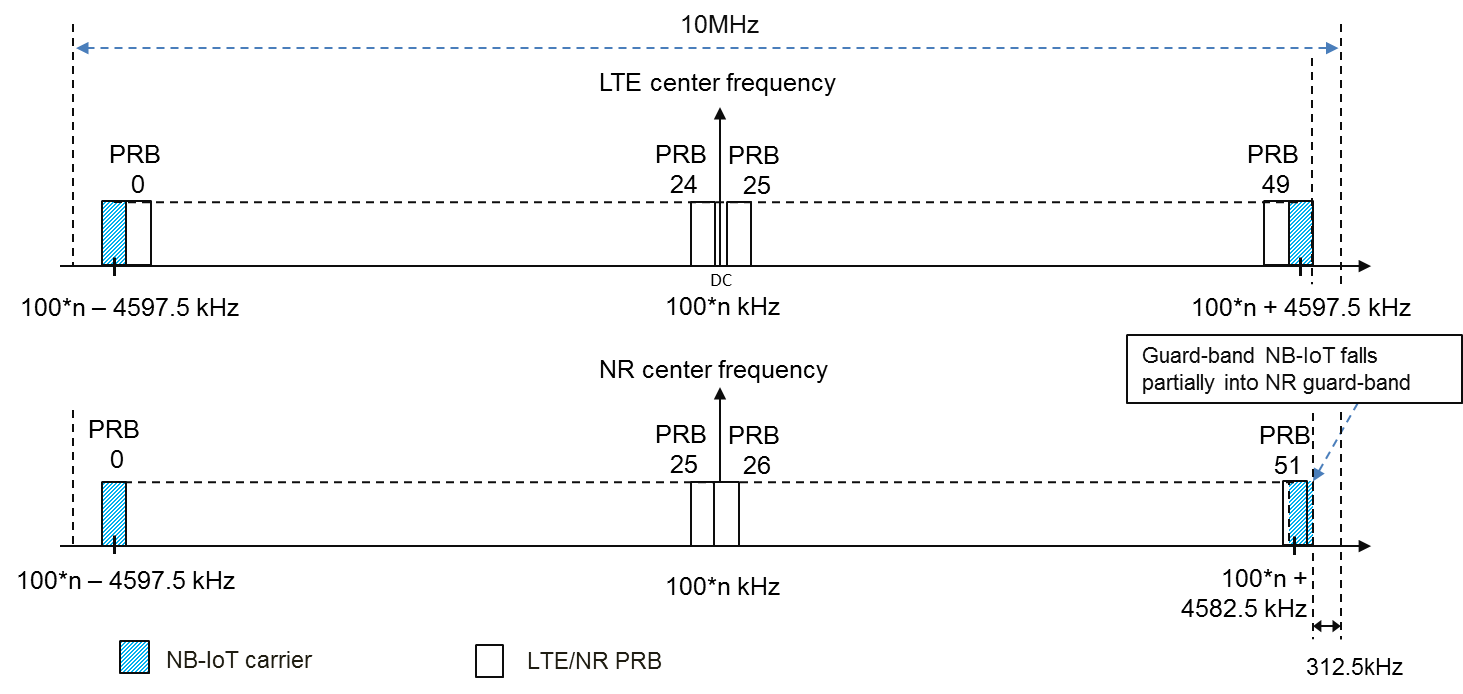 10MHz
LTE center frequency
PRB
0
PRB
24
PRB
25
PRB
49
DC
100*n – 4597.5 kHz
100*n kHz
100*n + 4597.5 kHz
Guard-band NB-IoT falls
partially into NR guard-band
NR center frequency
PRB
0
PRB
25
PRB
26
PRB
51
100*n – 4597.5 kHz
100*n kHz
100*n +
4582.5 kHz
312.5kHz
NB-IoT carrier
LTE/NR PRB